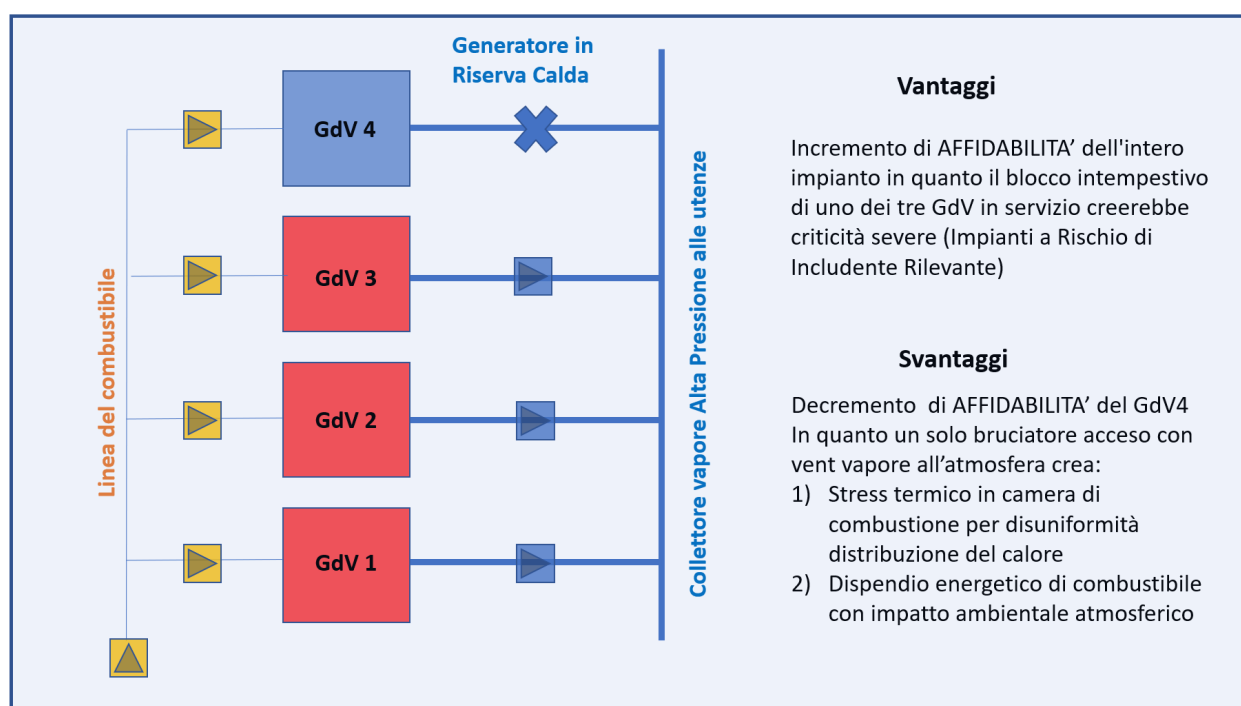 Generatore in
Riserva Calda
GdV 4
GdV 3
GdV 2
GdV 1
Linea del combustibile
Collettore vapore Alta Pressione alle utenze
Vantaggi
Incremento di AFFIDABILITA’ dell'intero
impianto in quanto il blocco intempestivo
di uno dei tre GdV in servizio creerebbe
criticità severe (Impianti a Rischio di
Includente Rilevante)
Svantaggi
Decremento  di AFFIDABILITA’ del GdV4
In quanto un solo bruciatore acceso con
vent vapore all’atmosfera crea:
1) Stress termico in camera di
combustione per disuniformità
distribuzione del calore
2) Dispendio energetico di combustibile
con impatto ambientale atmosferico